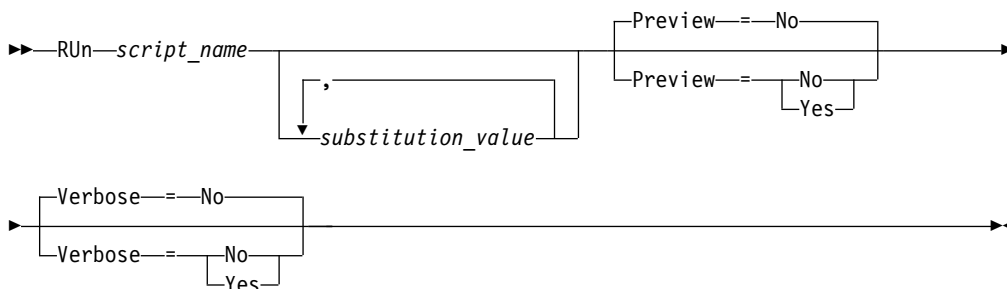 Preview = No
RUn script_name
Preview = No
Yes
,
substitution_value
Verbose = No
Verbose = No
Yes